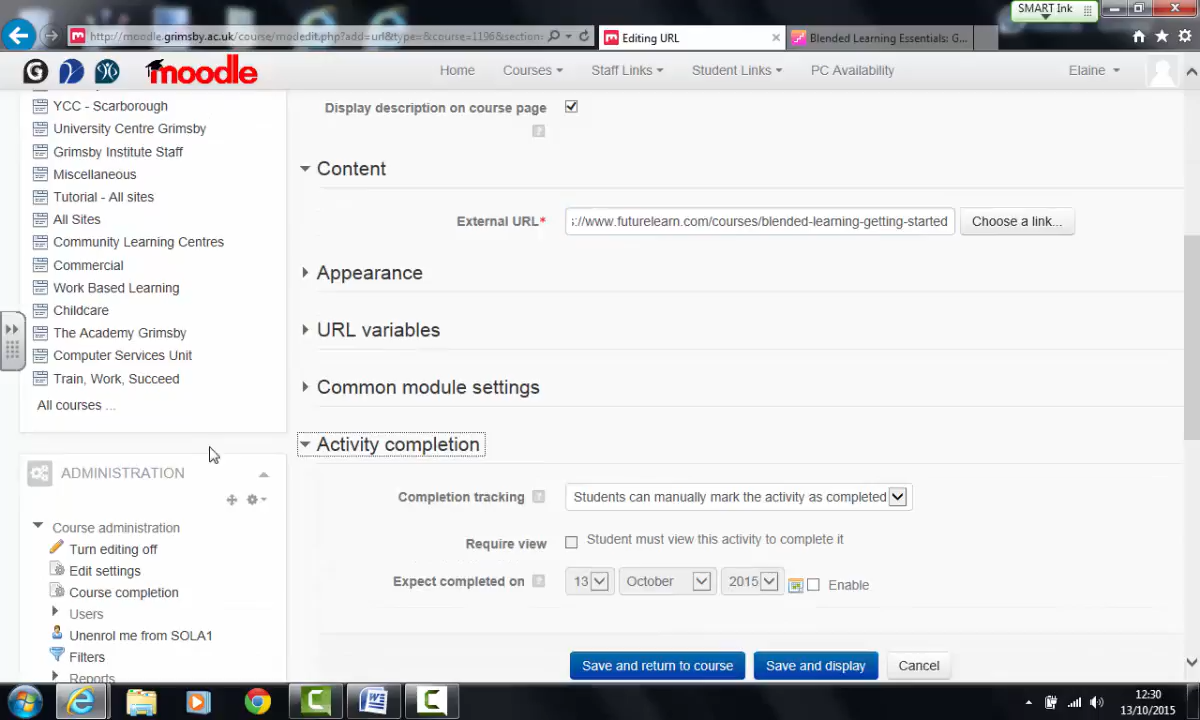 SMART Ink
http://moodle.grimsby.ac.uk/course/modedit.php?add=url&type=&course=1196&section=
Editing URL
Blended Learning Essentials: G...
moodle
Home
Courses
Staff Links
Student Links
PC Availability
Elaine
YCC - Scarborough
University Centre Grimsby
Grimsby Institute Staff
Miscellaneous
Tutorial - All sites
All Sites
Community Learning Centres
Commercial
Work Based Learning
Childcare
The Academy Grimsby
Computer Services Unit
Train, Work, Succeed
All courses ...
ADMINISTRATION
Course administration
Turn editing off
Edit settings
Course completion
Users
Unenrol me from SOLA1
Filters
Reports
Display description on course page
Content
External URL*
://www.futurelearn.com/courses/blended-learning-getting-started
Choose a link...
Appearance
URL variables
Common module settings
Activity completion
Completion tracking
Students can manually mark the activity as completed
Require view
Student must view this activity to complete it
Expect completed on
13
October
2015
Enable
Save and return to course
Save and display
Cancel
12:30
13/10/2015